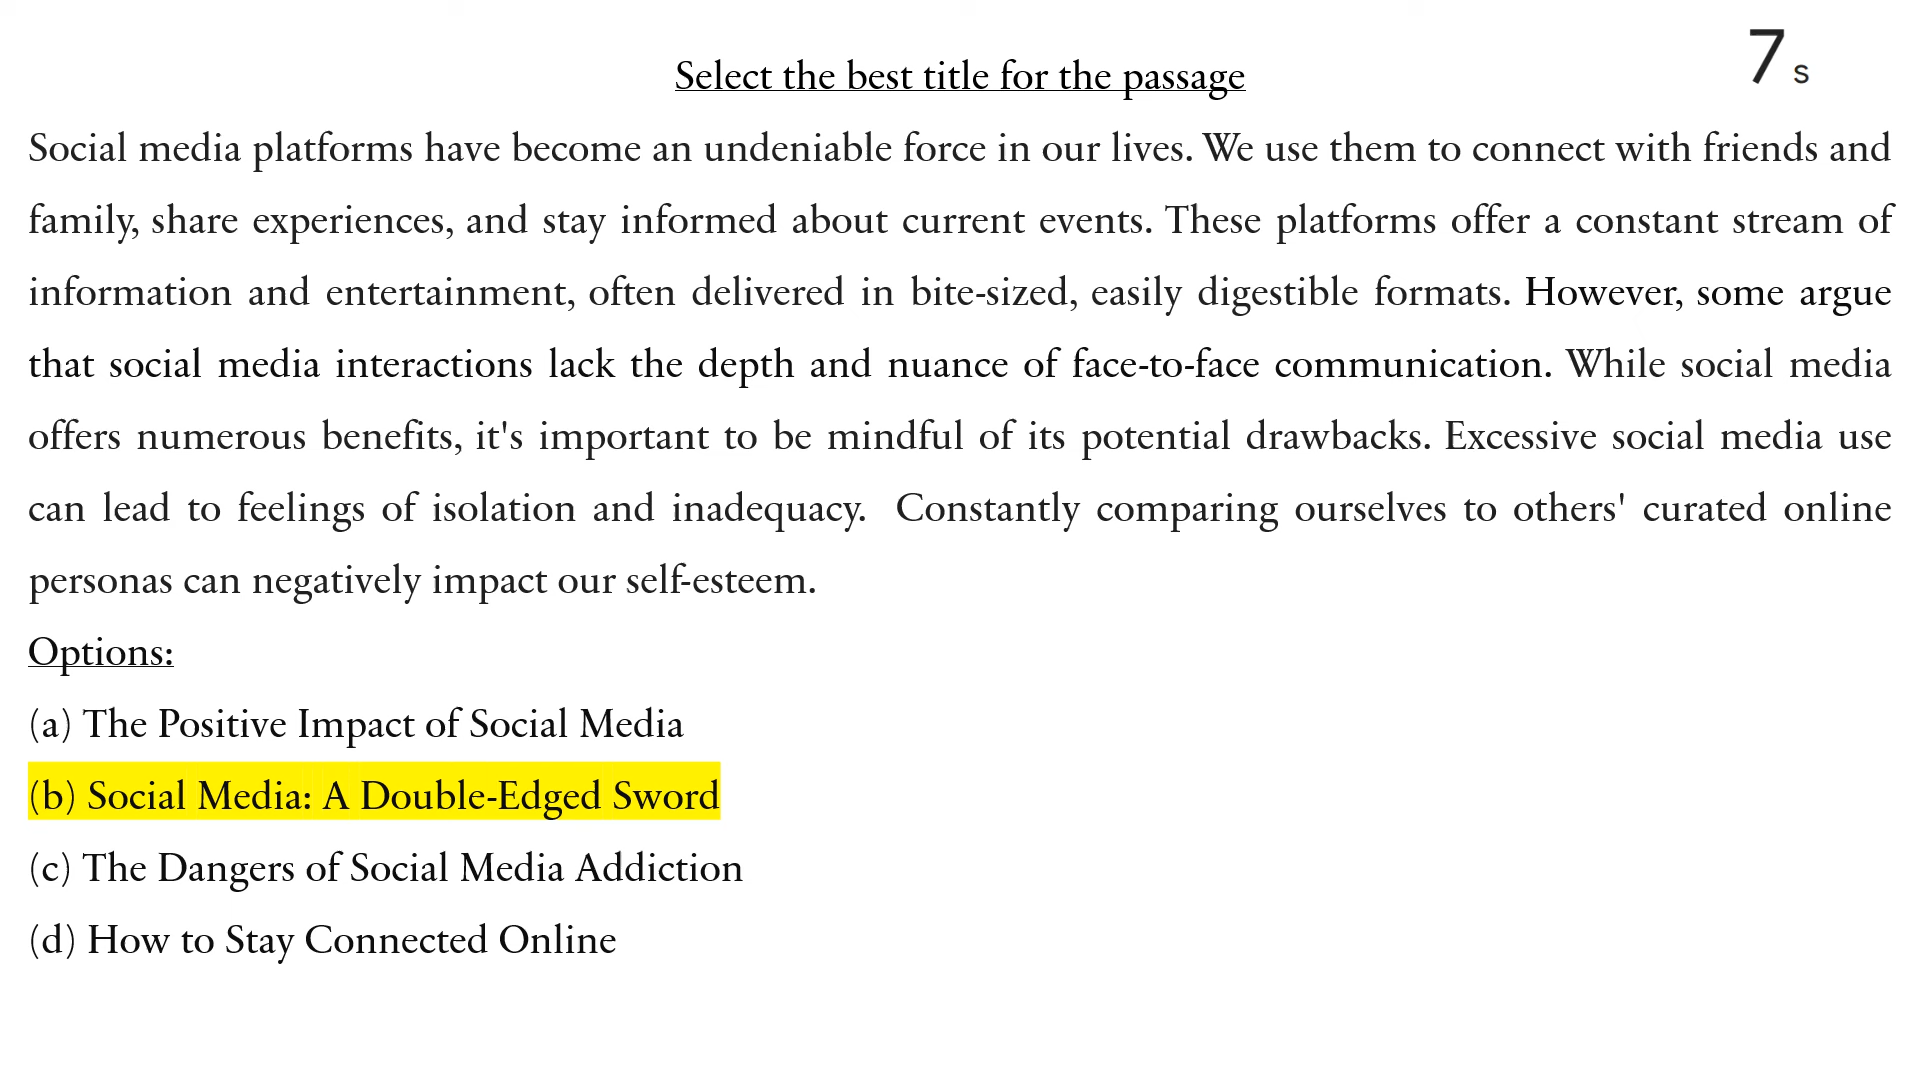 Select the best title for the passage
7 s
Social media platforms have become an undeniable force in our lives. We use them to connect with friends and
family, share experiences, and stay informed about current events. These platforms offer a constant stream of
information and entertainment, often delivered in bite-sized, easily digestible formats. However, some argue
that social media interactions lack the depth and nuance of face-to-face communication. While social media
offers numerous benefits, it's important to be mindful of its potential drawbacks. Excessive social media use
can lead to feelings of isolation and inadequacy.  Constantly comparing ourselves to others' curated online
personas can negatively impact our self-esteem.
Options:
(a) The Positive Impact of Social Media
(b) Social Media: A Double-Edged Sword
(c) The Dangers of Social Media Addiction
(d) How to Stay Connected Online